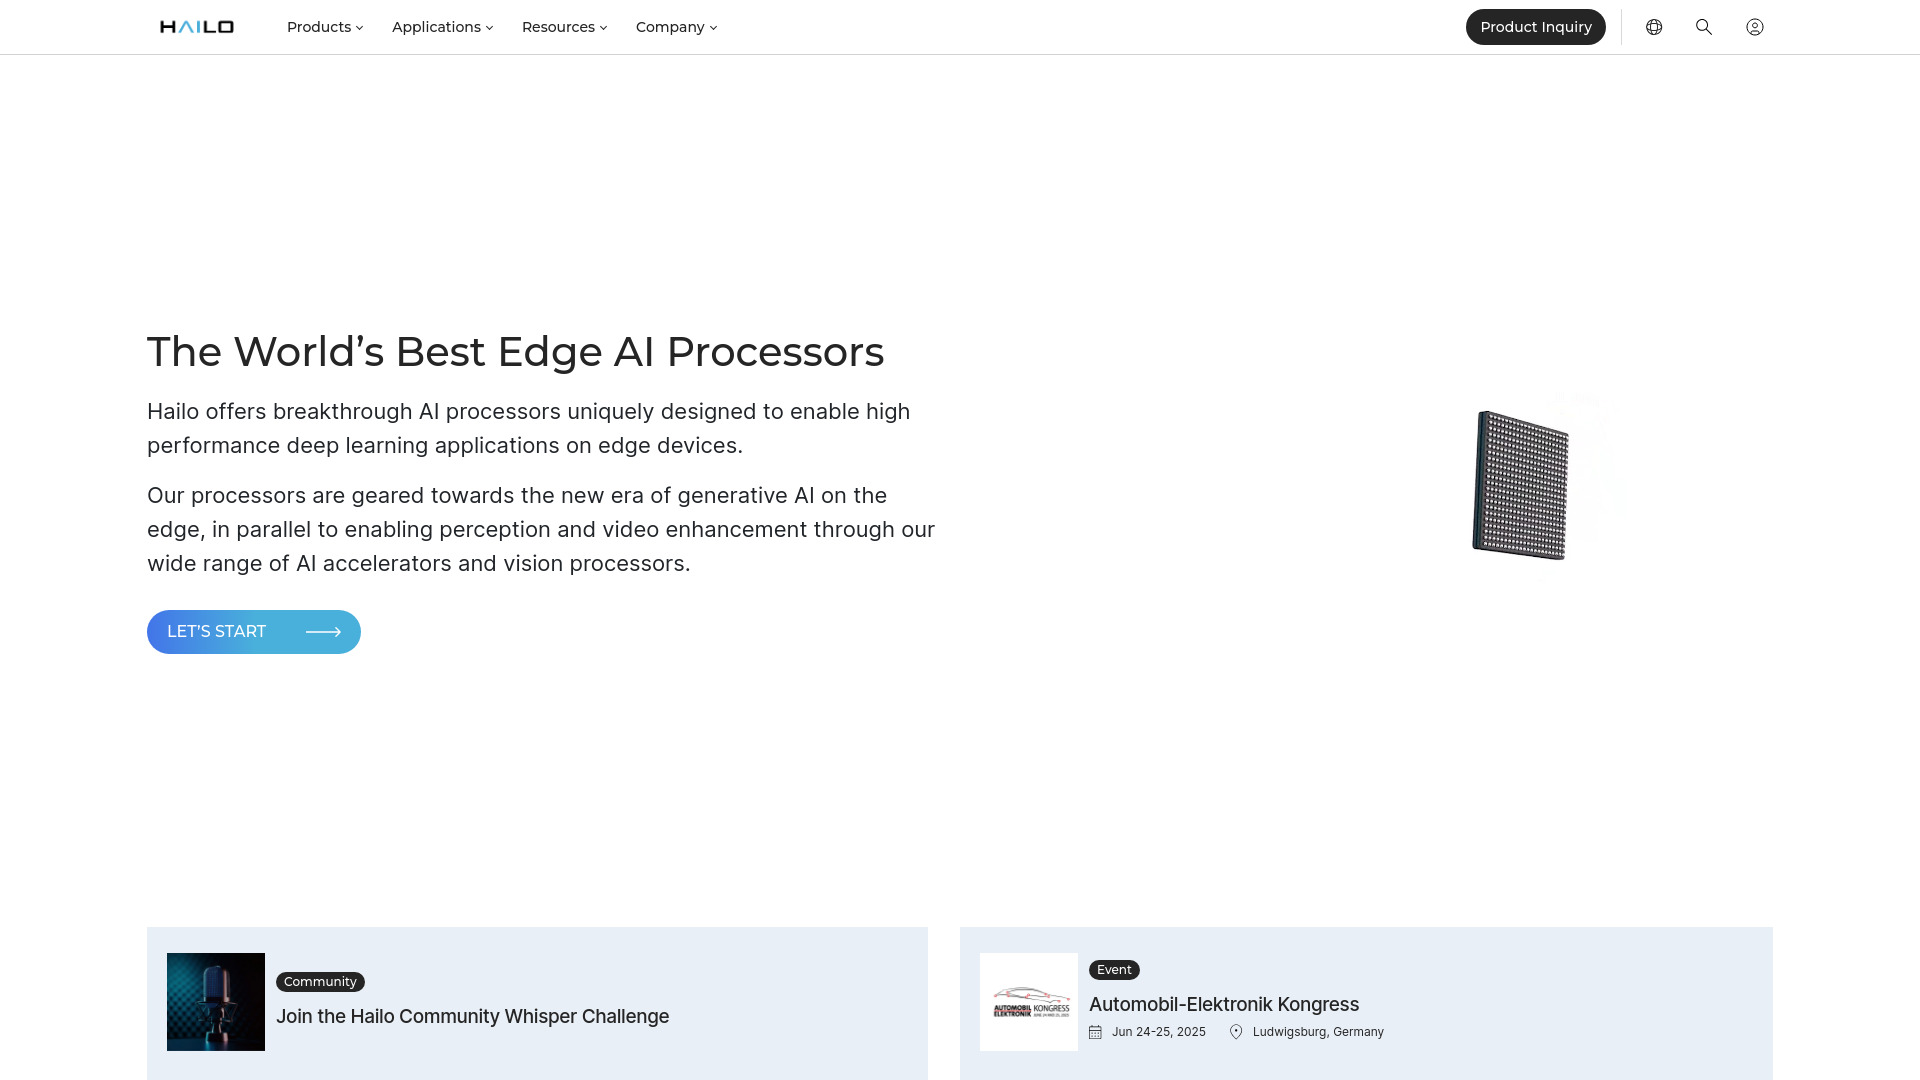 HAILO
Products
Applications
Resources
Company
Product Inquiry
The World’s Best Edge AI Processors
Hailo offers breakthrough AI processors uniquely designed to enable high
performance deep learning applications on edge devices.
Our processors are geared towards the new era of generative AI on the
edge, in parallel to enabling perception and video enhancement through our
wide range of AI accelerators and vision processors.
LET’S START
Community
Join the Hailo Community Whisper Challenge
AUTOMOBIL KONGRESS
ELEKTRONIK
Event
Automobil-Elektronik Kongress
Jun 24-25, 2025
Ludwigsburg, Germany